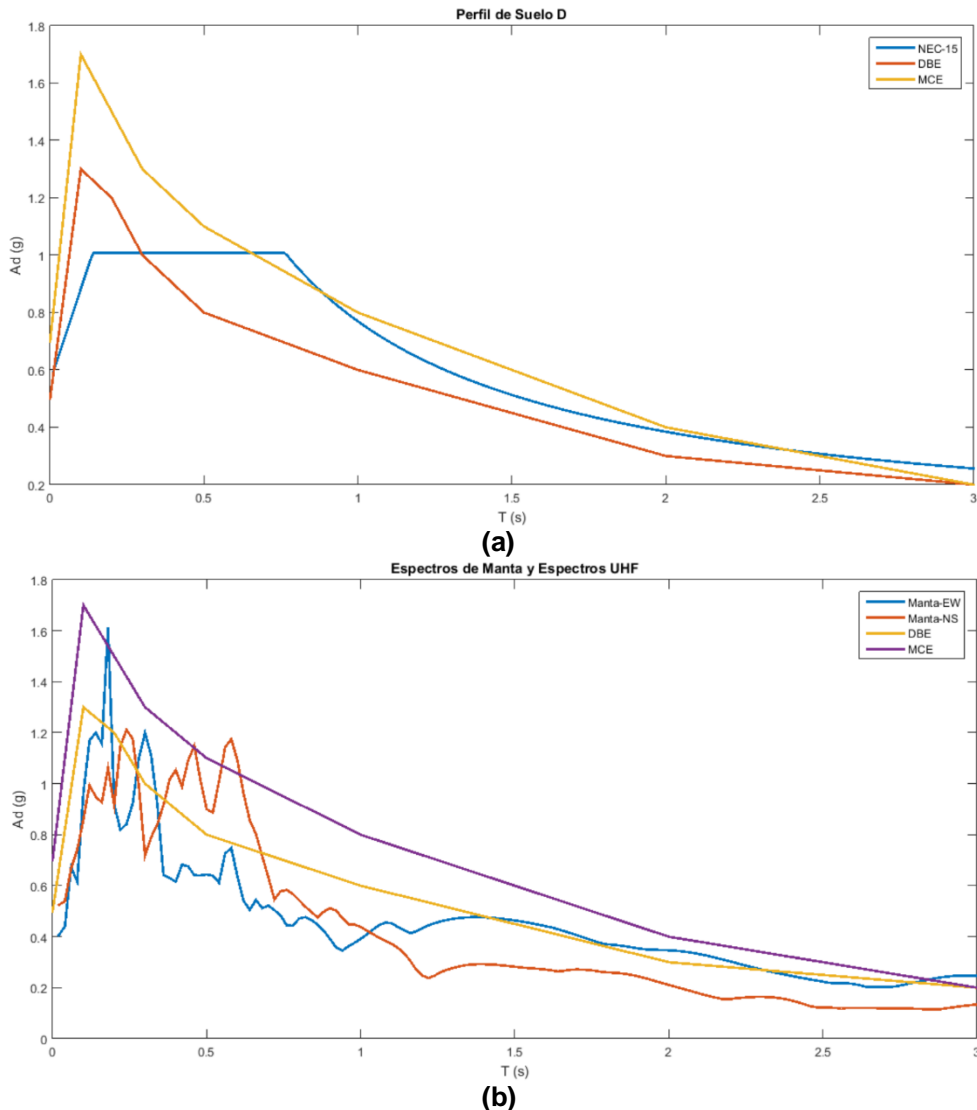 Perfil de Suelo D
1.8
1.6
1.4
1.2
1
0.8
0.6
0.4
0.2
Ad (g)
NEC-15
DBE
MCE
0 0.5 1 1.5 2 2.5 3
T (s)
(a)
Espectros de Manta y Espectros UHF
1.8
1.6
1.4
1.2
1
0.8
0.6
0.4
0.2
0
Ad (g)
Manta-EW
Manta-NS
DBE
MCE
0 0.5 1 1.5 2 2.5 3
T (s)
(b)